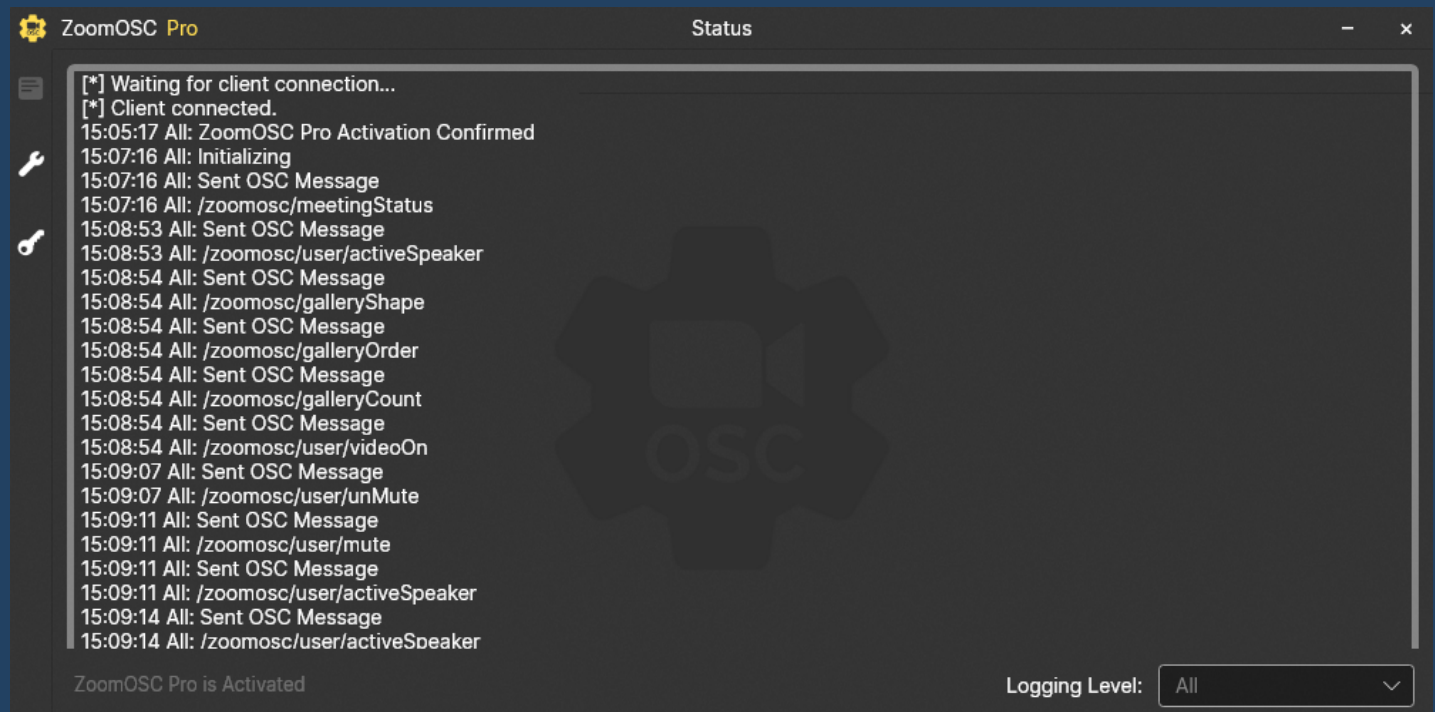 ZoomOSC Pro
Status
[*] Waiting for client connection...
[*] Client connected.
15:05:17 All: ZoomOSC Pro Activation Confirmed
15:07:16 All: Initializing
15:07:16 All: Sent OSC Message
15:07:16 All: /zoomosc/meetingStatus
15:08:53 All: Sent OSC Message
15:08:53 All: /zoomosc/user/activeSpeaker
15:08:54 All: Sent OSC Message
15:08:54 All: /zoomosc/galleryShape
15:08:54 All: Sent OSC Message
15:08:54 All: /zoomosc/galleryOrder
15:08:54 All: Sent OSC Message
15:08:54 All: /zoomosc/galleryCount
15:08:54 All: Sent OSC Message
15:08:54 All: /zoomosc/user/videoOn
15:09:07 All: Sent OSC Message
15:09:07 All: /zoomosc/user/unMute
15:09:11 All: Sent OSC Message
15:09:11 All: /zoomosc/user/mute
15:09:11 All: Sent OSC Message
15:09:11 All: /zoomosc/user/activeSpeaker
15:09:14 All: Sent OSC Message
15:09:14 All: /zoomosc/user/activeSpeaker
OSC
ZoomOSC Pro is Activated
Logging Level: All